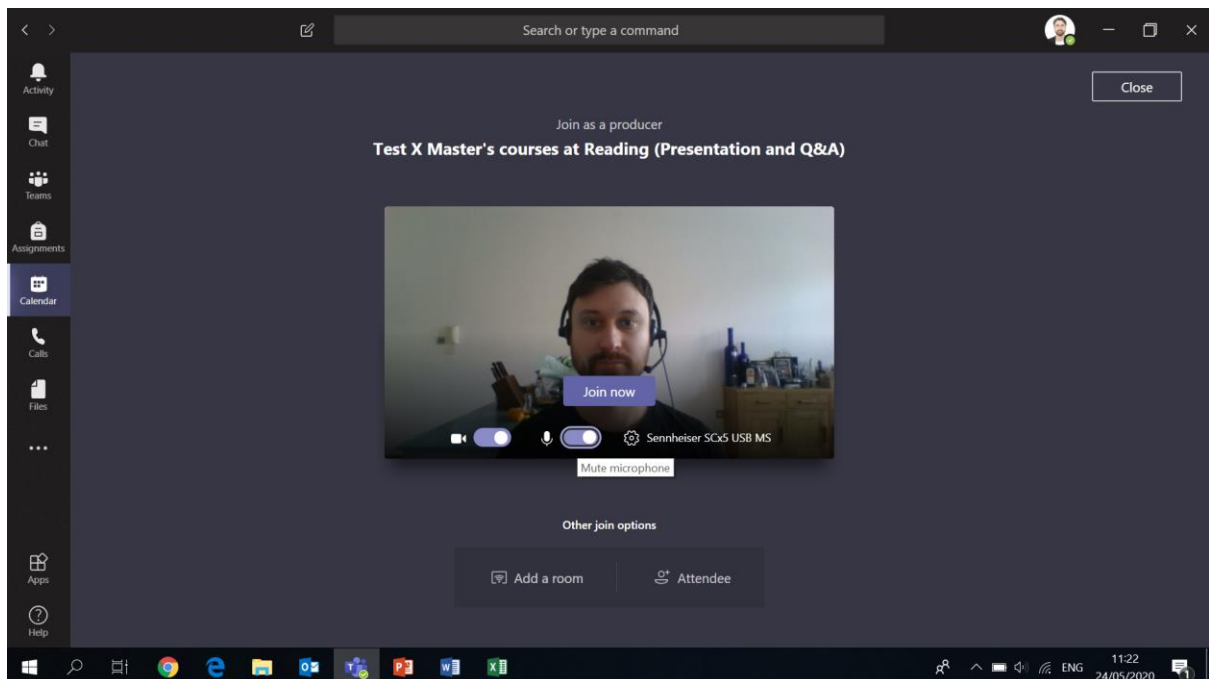 Search or type a command
Activity
Chat
Teams
Assignments
Calendar
Calls
Files
Apps
Help
Close
Join as a producer
Test X Master's courses at Reading (Presentation and Q&A)
Join now
Sennheiser SCx5 USB MS
Mute microphone
Other join options
Add a room
Attendee
ENG
11:22
24/05/2020